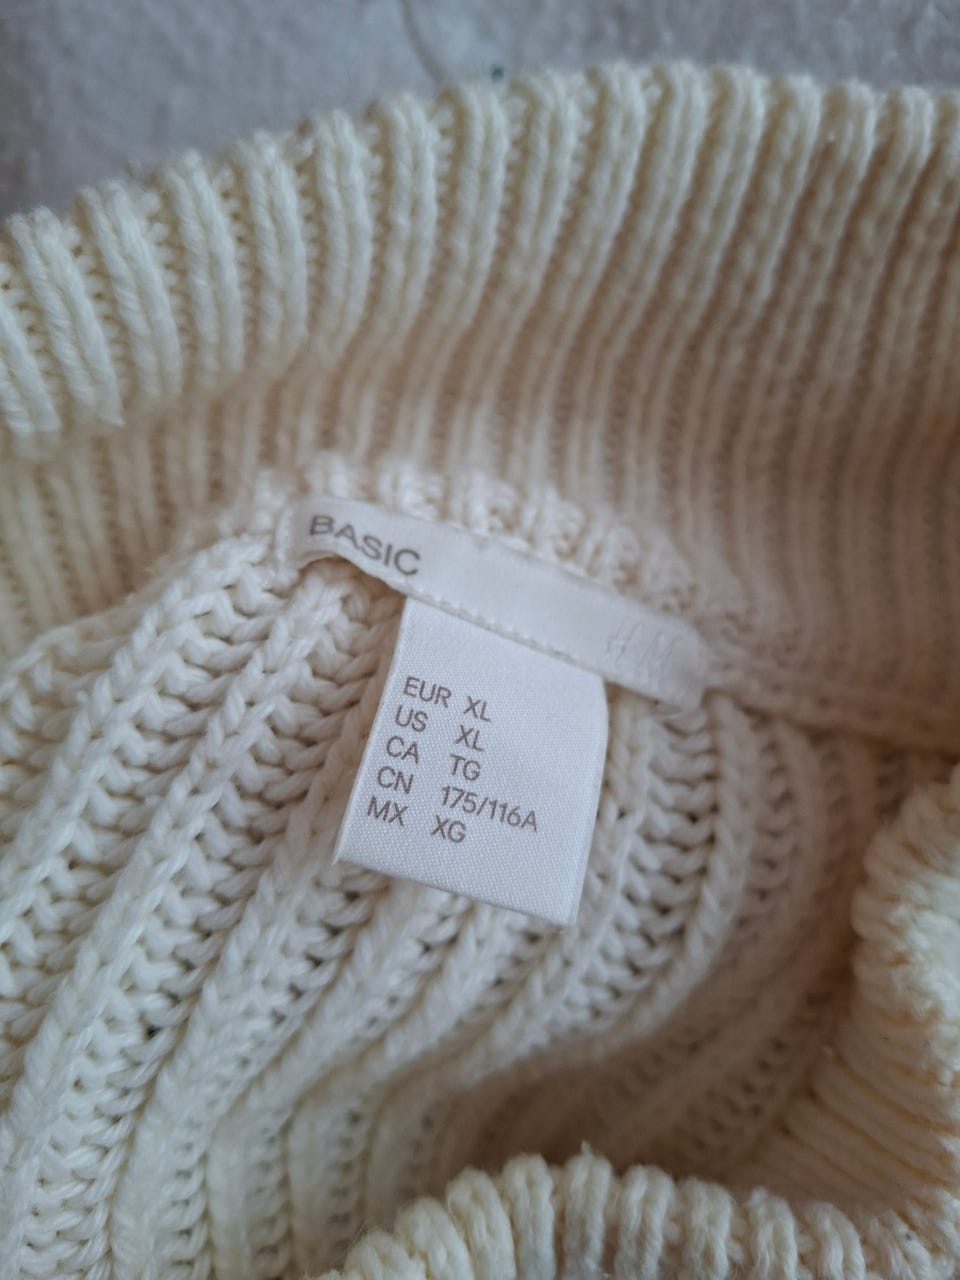 BASIC
H&M
EUR XL
US XL
CA TG
CN 175/116A
MX XG